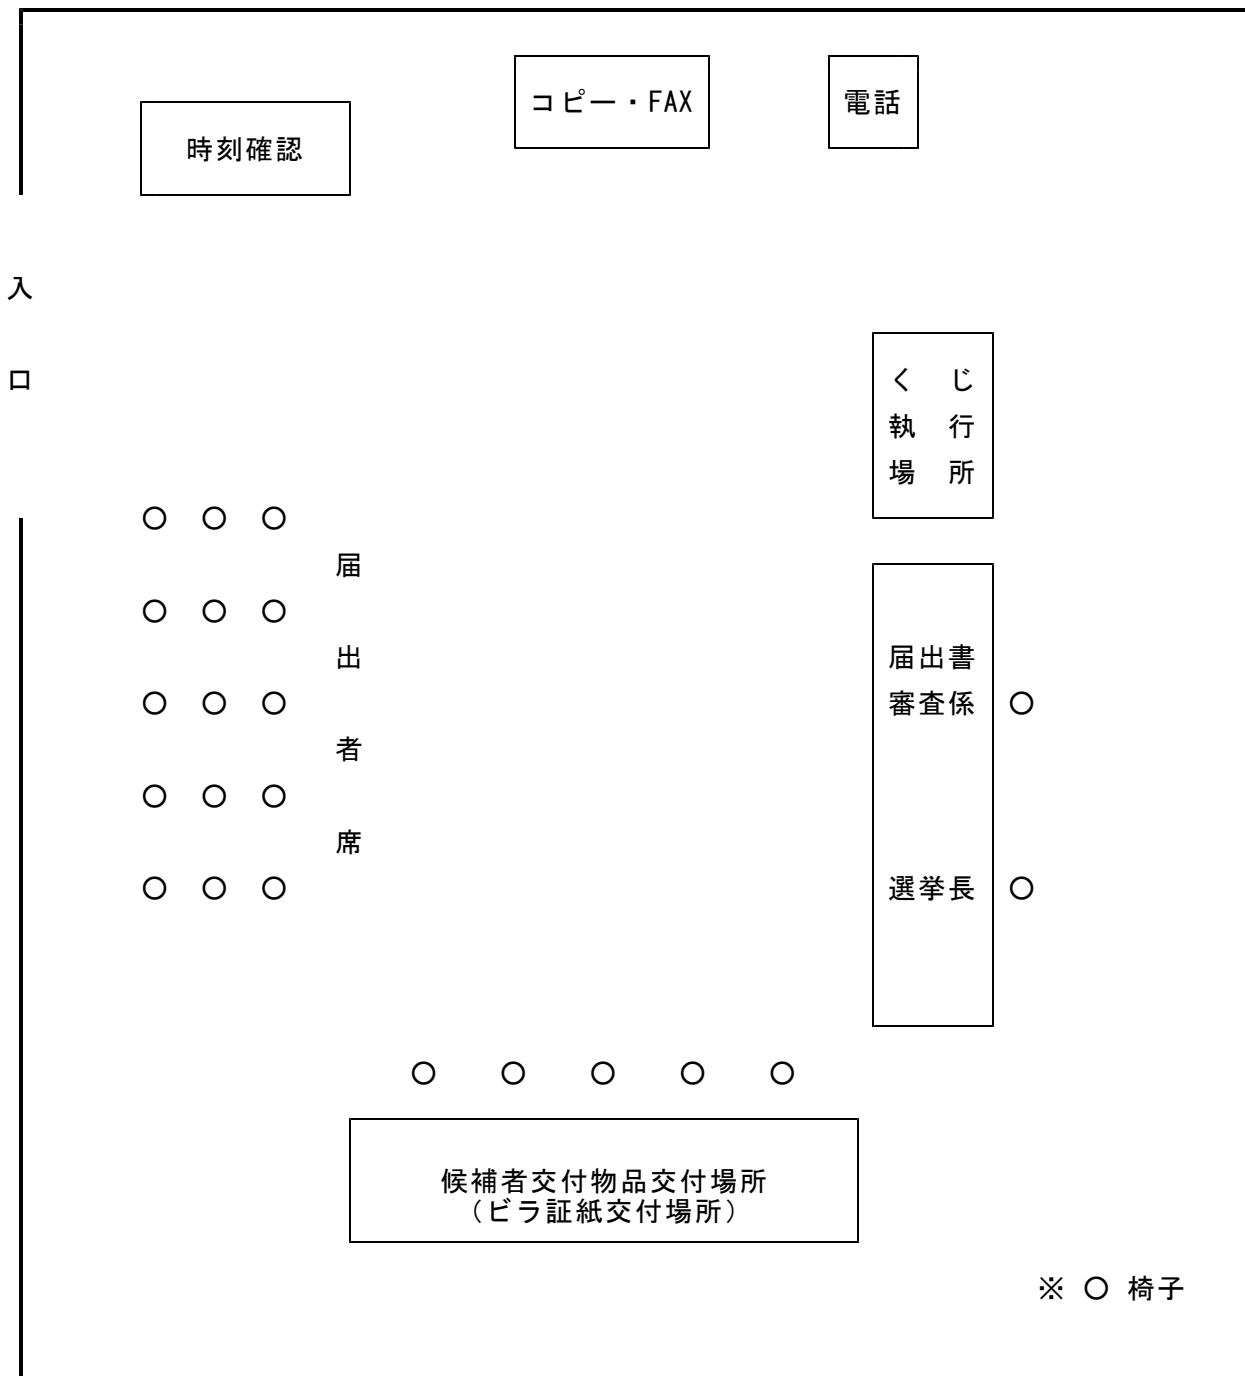 コピー・FAX
電話
時刻確認
入口
くじ
執行
場所
届出者席
届出書
審査係
選挙長
候補者交付物品交付場所
（ビラ証紙交付場所）
※ ○ 椅子